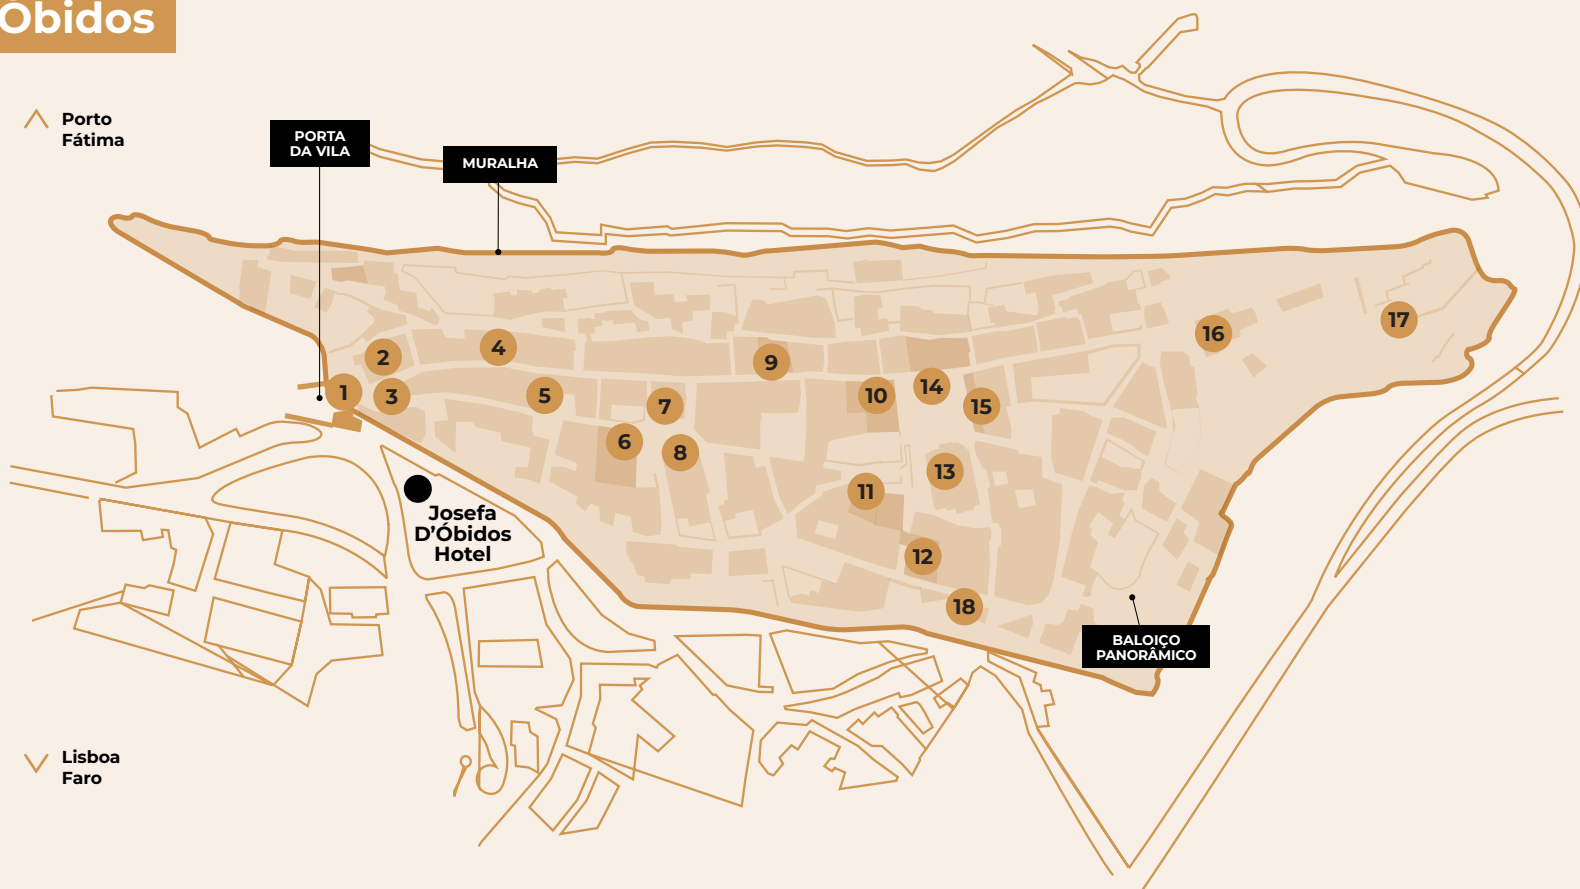 Óbidos
Porto
Fátima
PORTA
DA VILA
MURALHA
1
2
3
4
5
6
7
8
9
10
11
12
13
14
15
16
17
18
Josefa
D'Óbidos
Hotel
BALOIÇO
PANORÂMICO
Lisboa
Faro